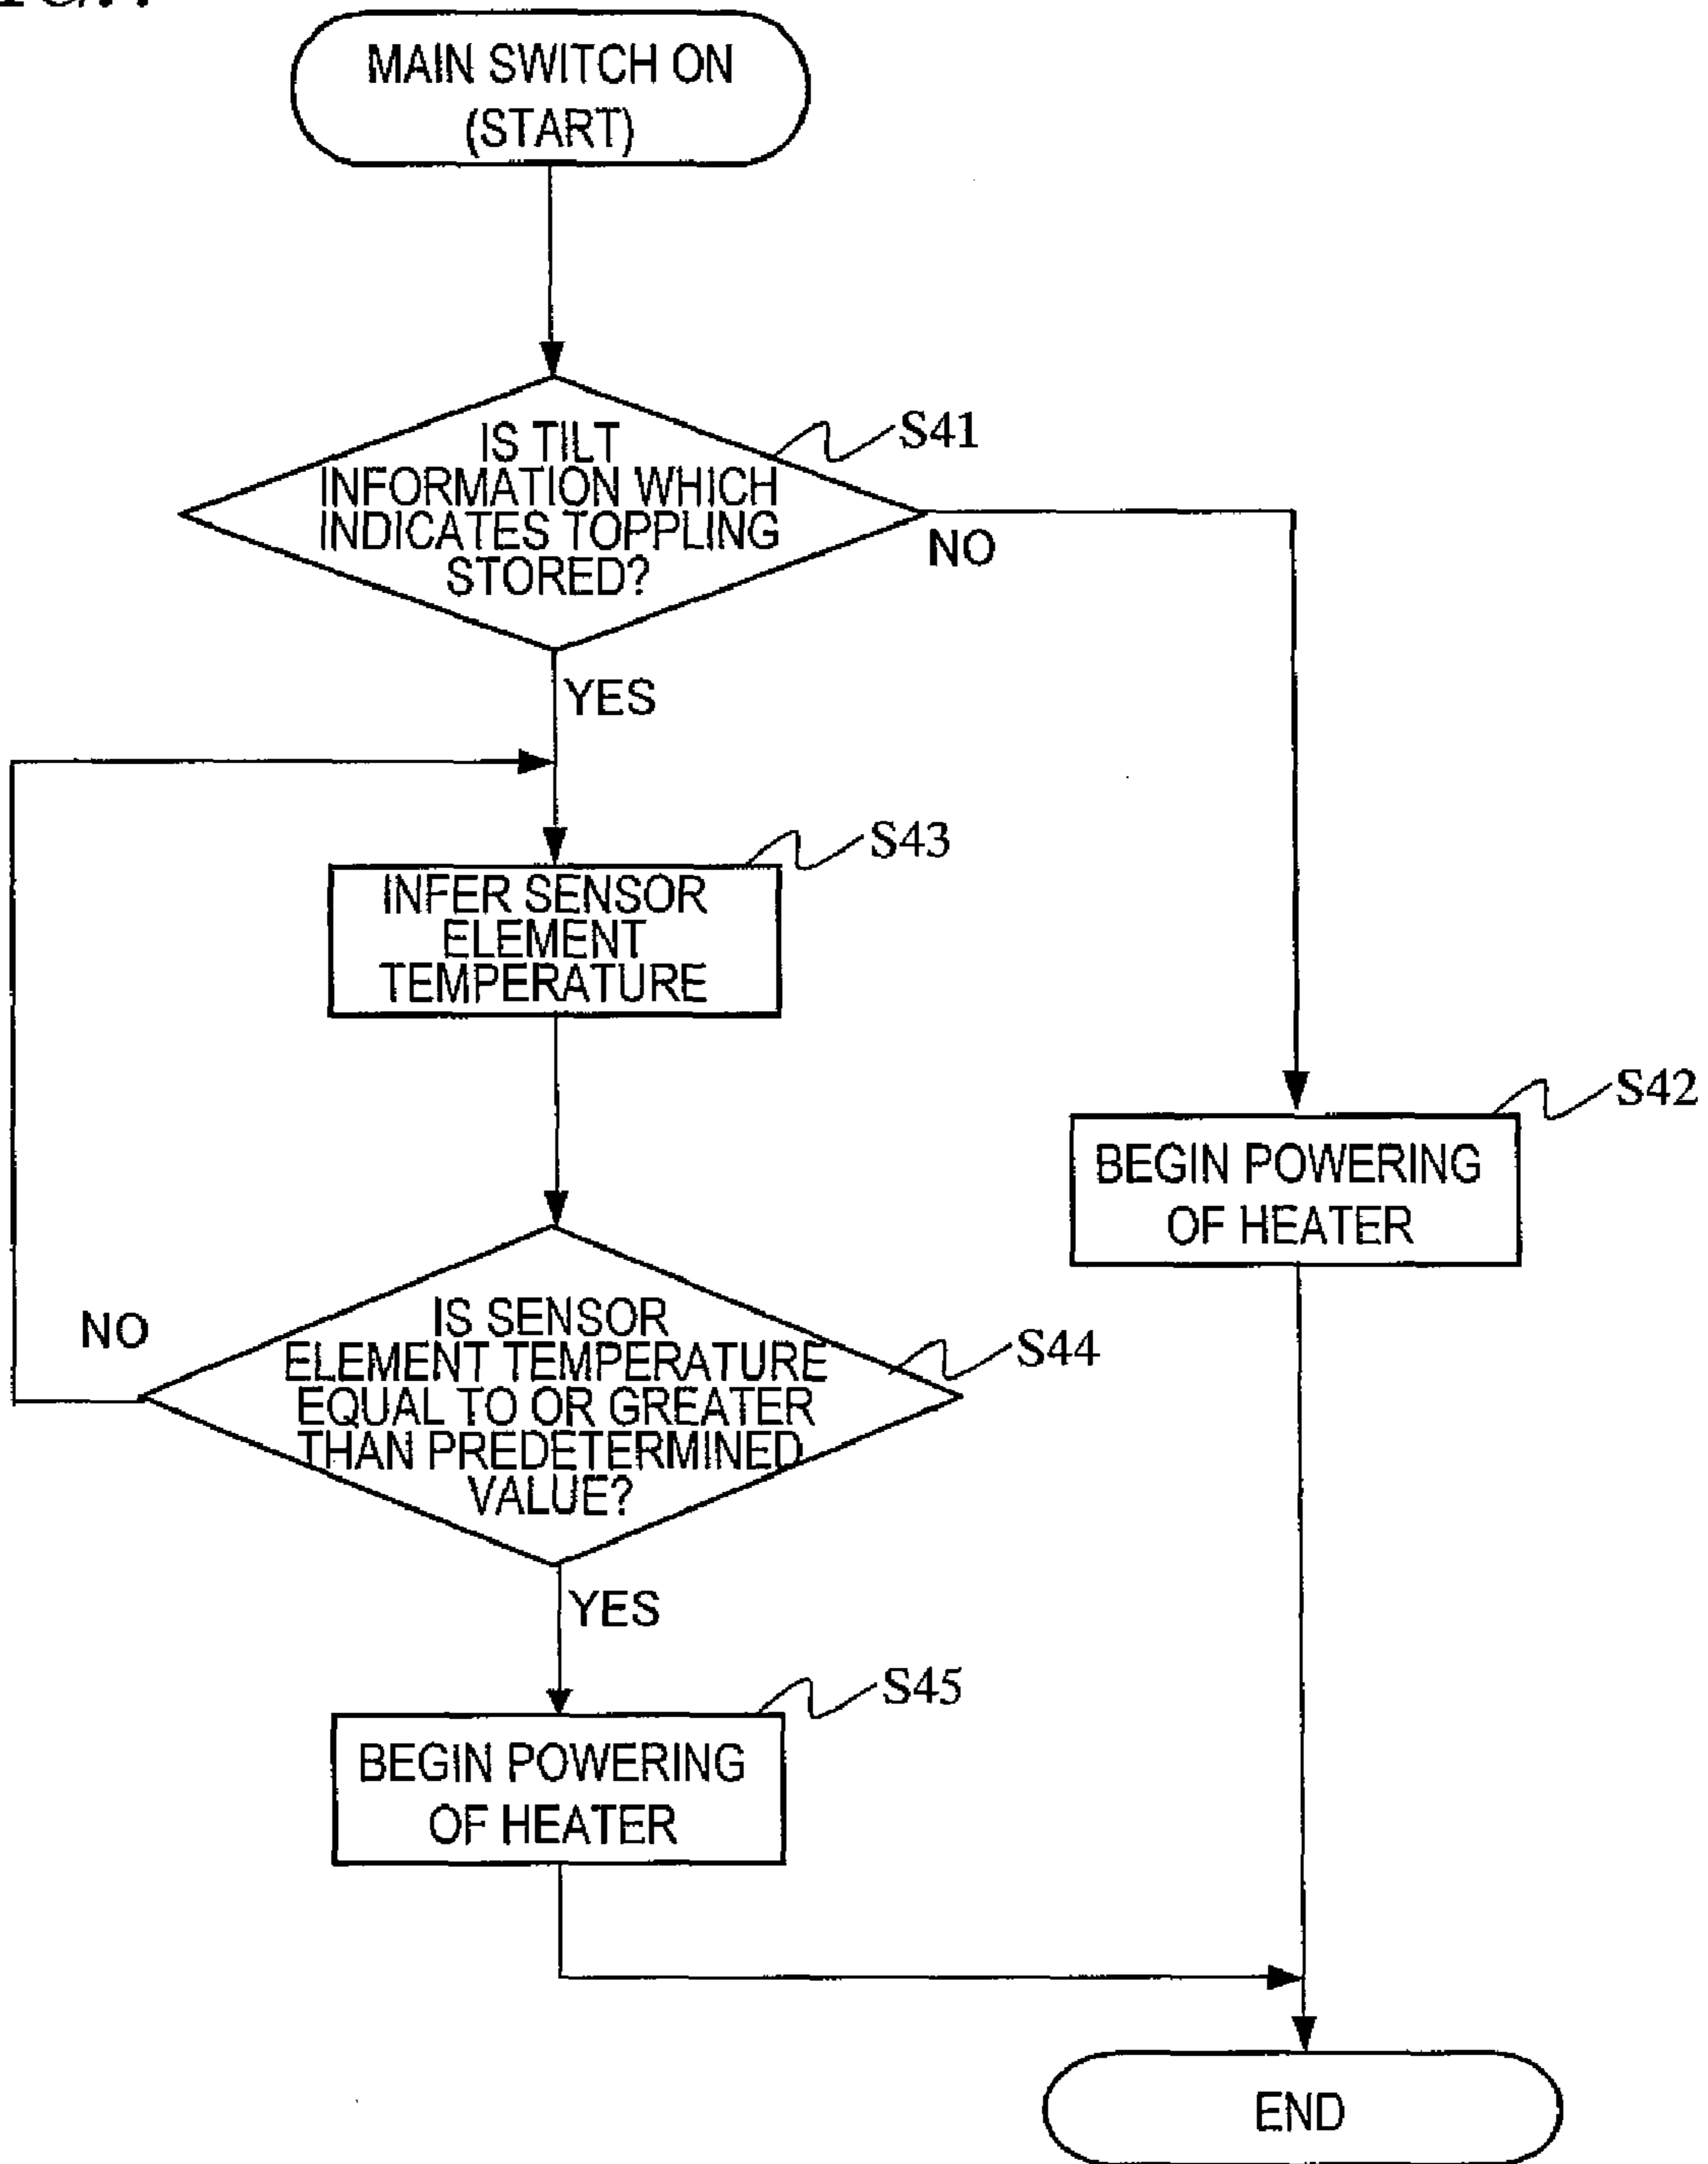 MAIN SWITCH ON
(START)
S41
IS TILT
INFORMATION WHICH
INDICATES TOPPLING
STORED?
NO
YES
S43
INFER SENSOR
ELEMENT
TEMPERATURE
S42
BEGIN POWERING
OF HEATER
NO
IS SENSOR
ELEMENT TEMPERATURE
EQUAL TO OR GREATER
THAN PREDETERMINED
VALUE?
S44
YES
S45
BEGIN POWERING
OF HEATER
END